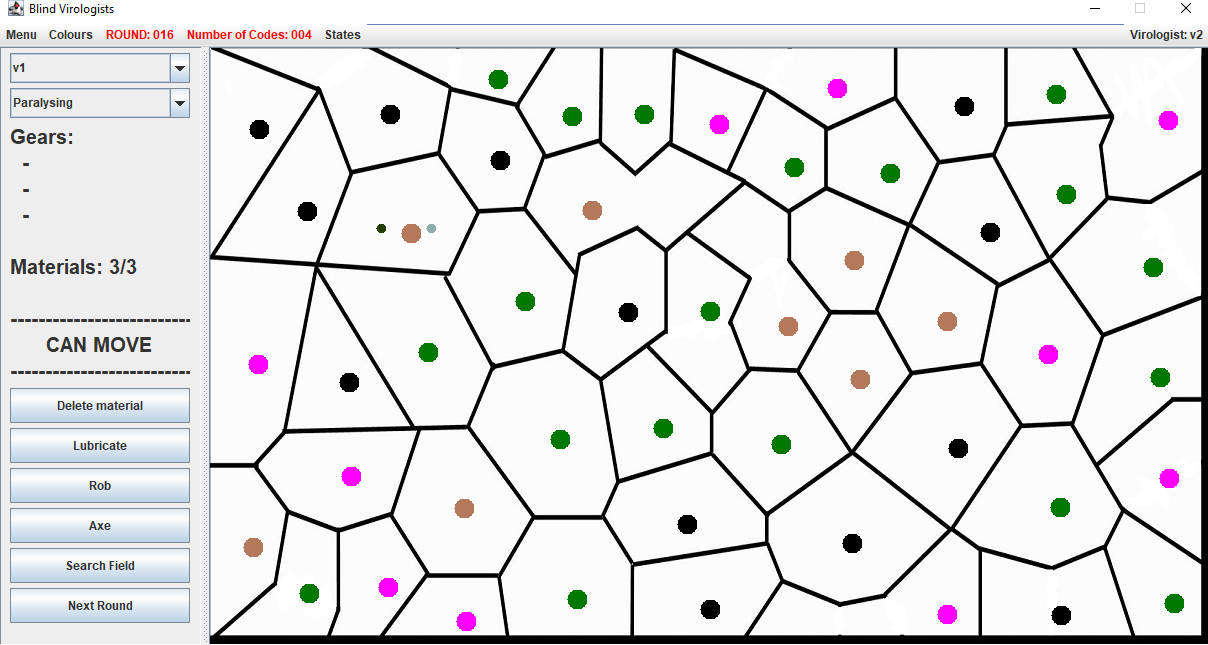 Blind Virologists
Menu Colours ROUND: 016 Number of Codes: 004 States Virologist: v2
v1
Paralysing
Gears:
-
-
-
Materials: 3/3
--------------------------
CAN MOVE
--------------------------
Delete material
Lubricate
Rob
Axe
Search Field
Next Round